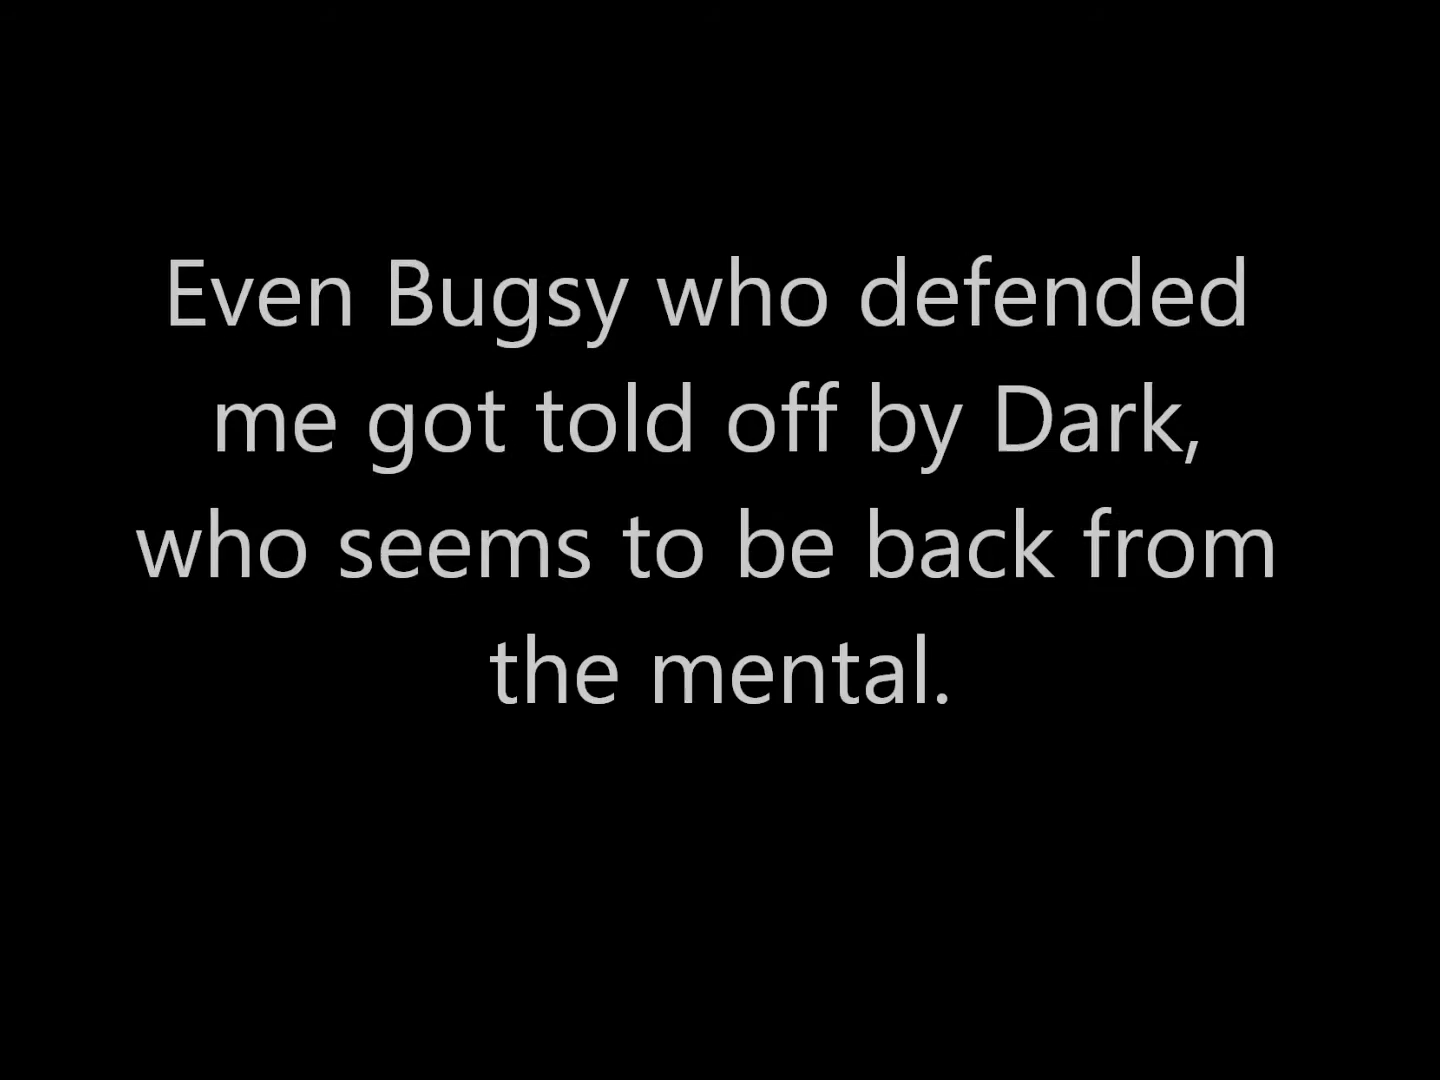 Even Bugsy who defended
me got told off by Dark,
who seems to be back from
the mental.